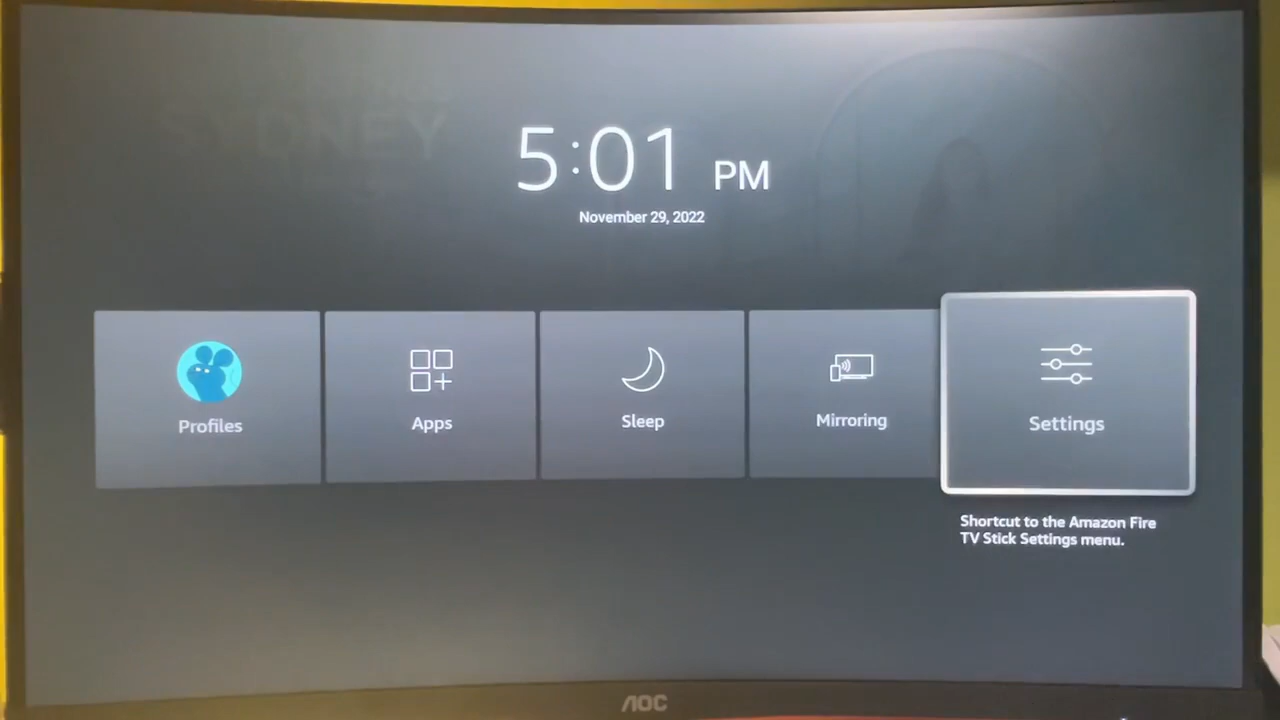 SYDNEY
5:01 PM
November 29, 2022
Profiles
Apps
Sleep
Mirroring
Settings
Shortcut to the Amazon Fire
TV Stick Settings menu.
AOC